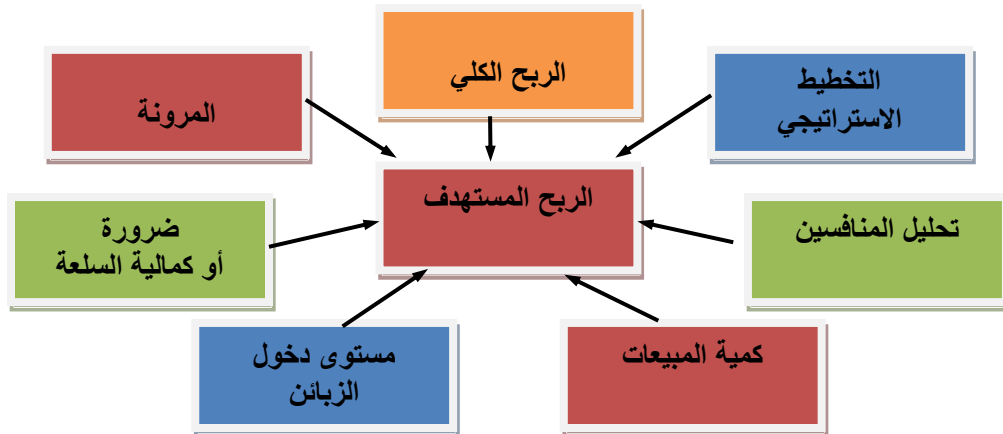 الربح الكلي
التخطيط
الاستراتيجي
المرونة
الربح المستهدف
تحليل المنافسين
ضرورة
أو كمالية السلعة
كمية المبيعات
مستوى دخول
الزبائن